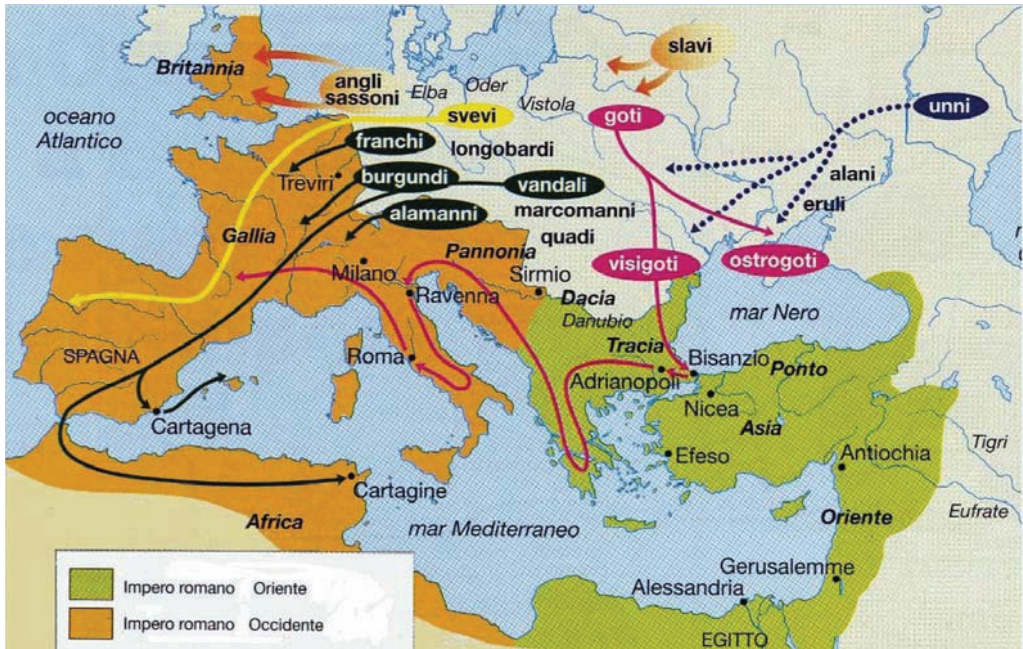 slavi
Britannia
angli
sassoni
Elba
Oder
Vistola
oceano
Atlantico
svevi
goti
unni
franchi
longobardi
Treviri
burgundi
vandali
alani
eruli
alamanni
marcomanni
quadi
Gallia
Pannonia
visigoti
ostrogoti
Milano
Sirmio
Ravenna
Dacia
Danubio
mar Nero
SPAGNA
Roma
Tracia
Bisanzio
Ponto
Adrianopoli
Nicea
Cartagena
Asia
Antiochia
Tigri
Efeso
Cartagine
Africa
mar Mediterraneo
Oriente
Eufrate
Gerusalemme
Alessandria
EGITTO
Impero romano Oriente
Impero romano Occidente